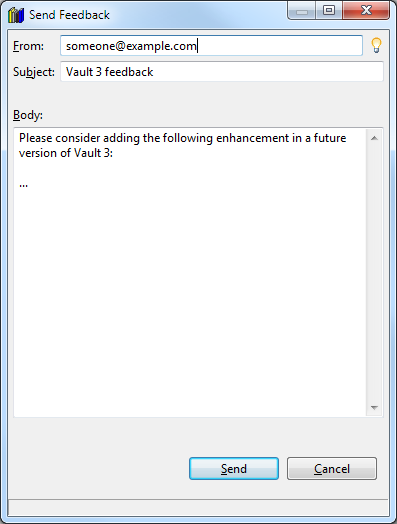 Send Feedback
From: someone@example.com
Subject: Vault 3 feedback
Body:
Please consider adding the following enhancement in a future
version of Vault 3:
...
Send Cancel